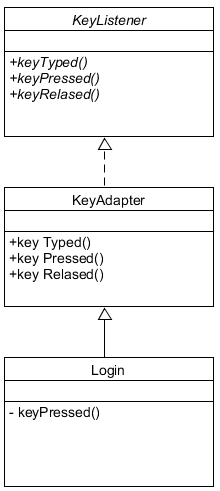 KeyListener
+keyTyped()
+keyPressed()
+keyRelased()
KeyAdapter
+key Typed()
+key Pressed()
+key Relased()
Login
- keyPressed()